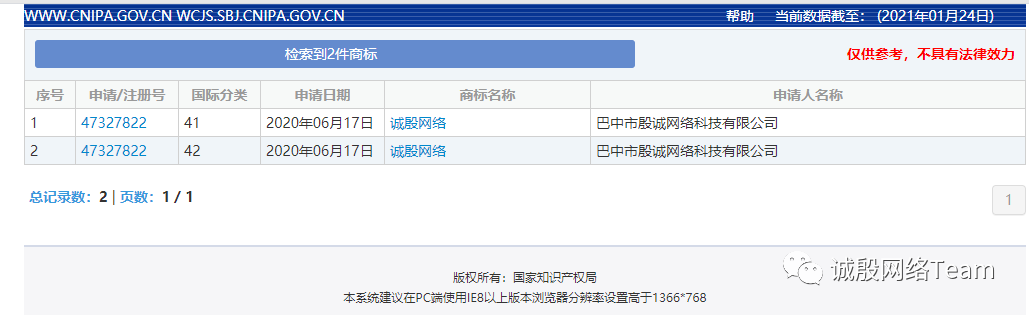 WWW.CNIPA.GOV.CN WCJS.SBJ.CNIPA.GOV.CN 帮助 当前数据截至： (2021年01月24日)
检索到2件商标 仅供参考，不具有法律效力
序号 申请/注册号 国际分类 申请日期 商标名称 申请人名称
1 47327822 41 2020年06月17日 诚殷网络 巴中市殷诚网络科技有限公司
2 47327822 42 2020年06月17日 诚殷网络 巴中市殷诚网络科技有限公司
总记录数：2 | 页数：1 / 1 1
版权所有：国家知识产权局
本系统建议在PC端使用IE8以上版本浏览器分辨率设置高于1366*768
诚殷网络Team